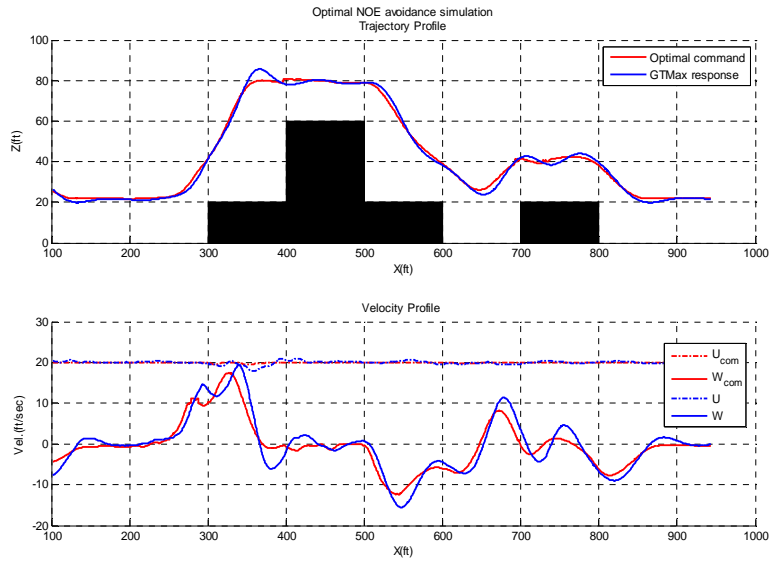 Optimal NOE avoidance simulation
Trajectory Profile
100
80
60
40
20
0
Z(ft)
100 200 300 400 500 600 700 800 900 1000
X(ft)
Optimal command
GTMax response
Velocity Profile
30
20
10
0
-10
-20
Vel.(ft/sec)
100 200 300 400 500 600 700 800 900 1000
X(ft)
U_com
W_com
U
W